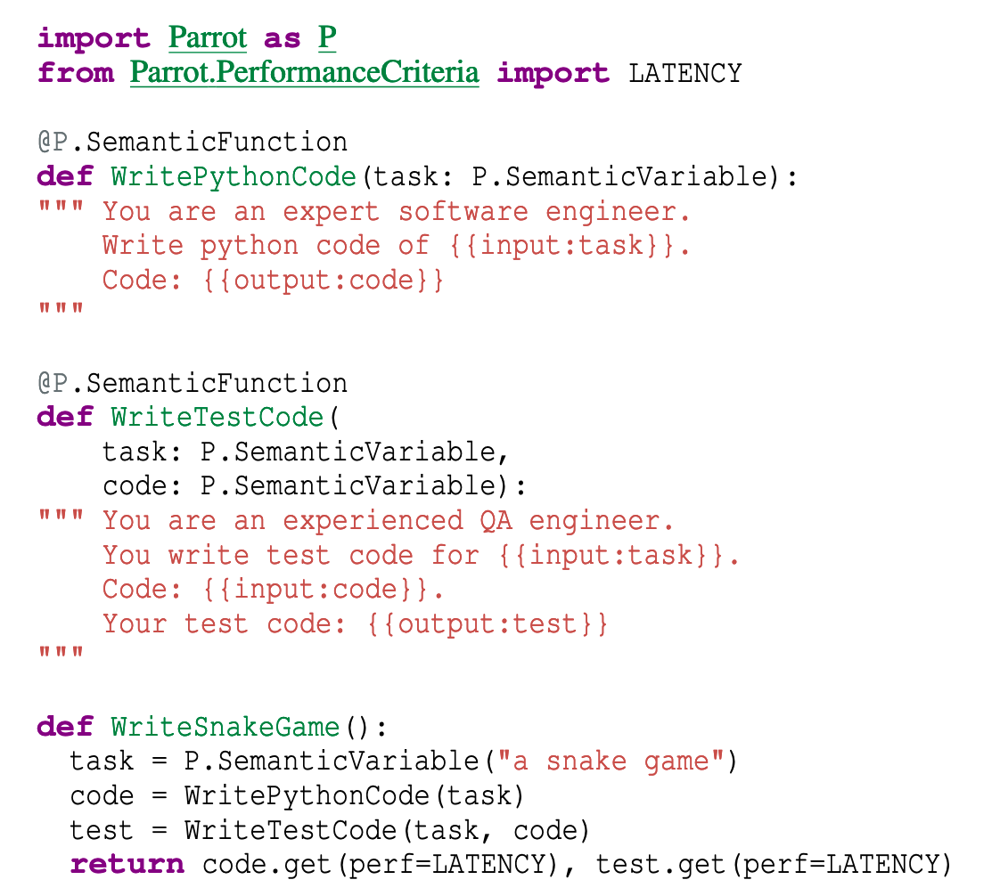 import Parrot as P
from Parrot.PerformanceCriteria import LATENCY
@P.SemanticFunction
def WritePythonCode(task: P.SemanticVariable):
""" You are an expert software engineer.
Write python code of {{input:task}}.
Code: {{output:code}}
"""
@P.SemanticFunction
def WriteTestCode(
task: P.SemanticVariable,
code: P.SemanticVariable):
""" You are an experienced QA engineer.
You write test code for {{input:task}}.
Code: {{input:code}}.
Your test code: {{output:test}}
"""
def WriteSnakeGame():
task = P.SemanticVariable("a snake game")
code = WritePythonCode(task)
test = WriteTestCode(task, code)
return code.get(perf=LATENCY), test.get(perf=LATENCY)